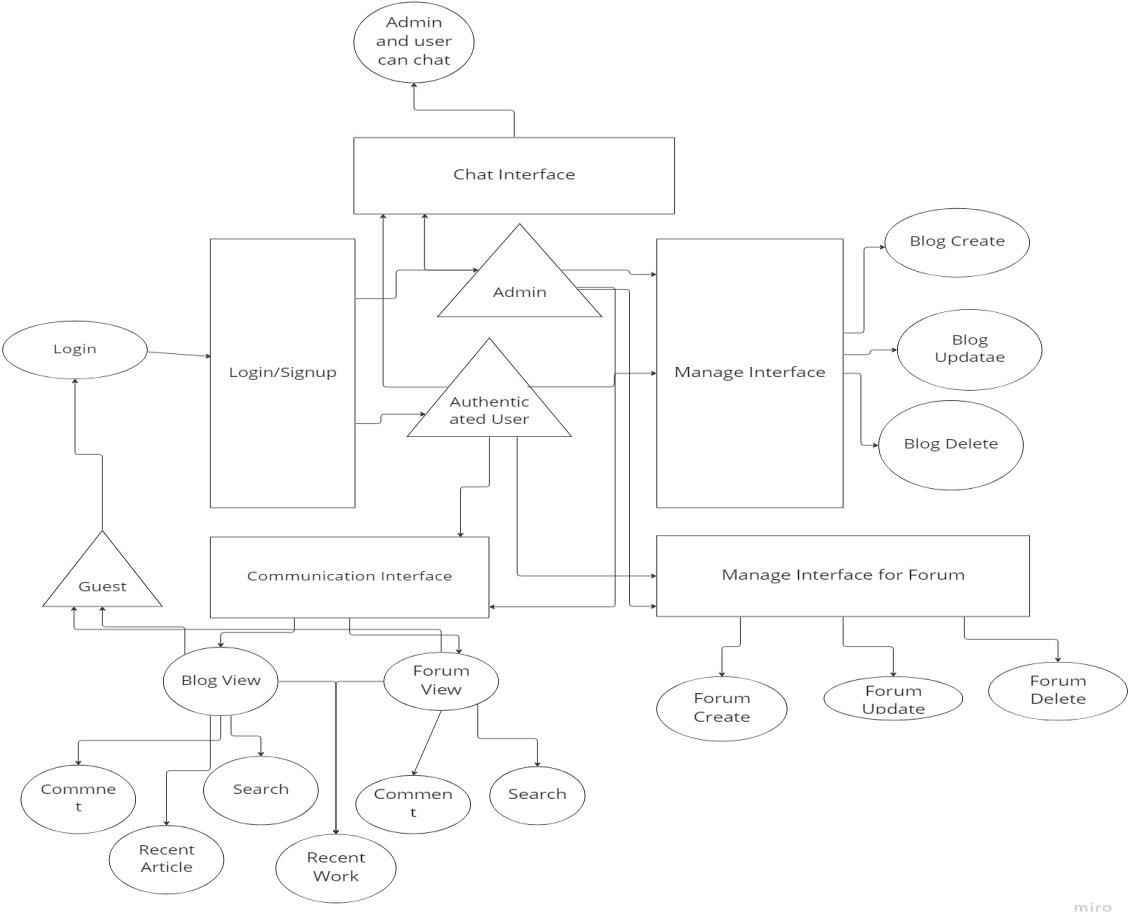 Admin
and user
can chat
Chat Interface
Admin
Login/Signup
Login
Authentic
ated User
Manage Interface
Blog Create
Blog
Updatae
Blog Delete
Guest
Communication Interface
Manage Interface for Forum
Blog View
Forum
View
Forum
Create
Forum
Update
Forum
Delete
Commne
t
Search
Recent
Article
Recent
Work
Commen
t
Search
miro